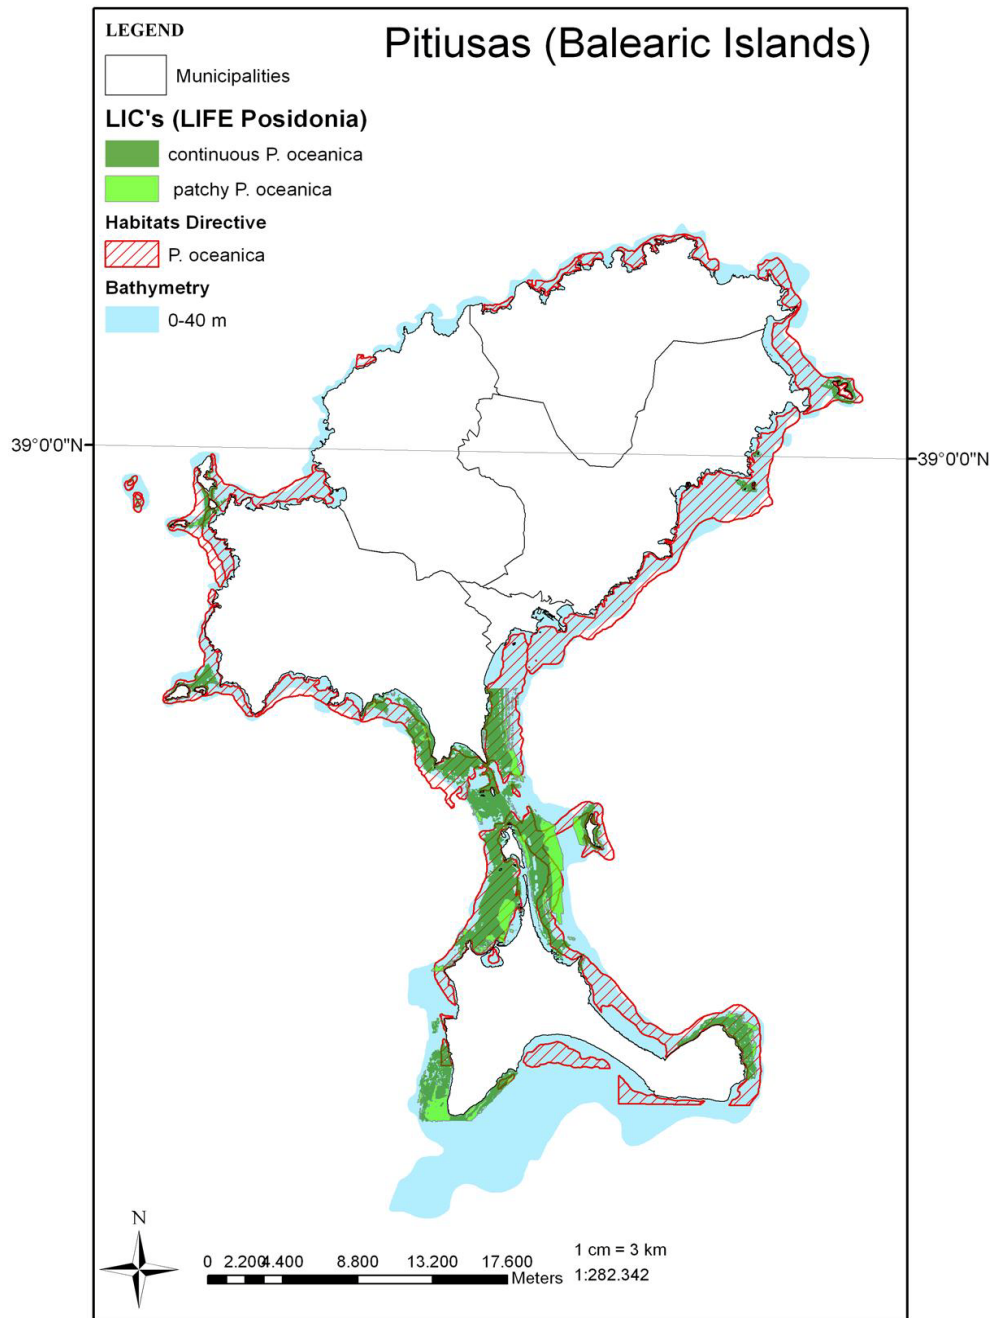 LEGEND
Pitiusas (Balearic Islands)
Municipalities
LIC's (LIFE Posidonia)
continuous P. oceanica
patchy P. oceanica
Habitats Directive
P. oceanica
Bathymetry
0-40 m
39°0'0"N
39°0'0"N
N
0 2.200 4.400 8.800 13.200 17.600
Meters
1 cm = 3 km
1:282.342